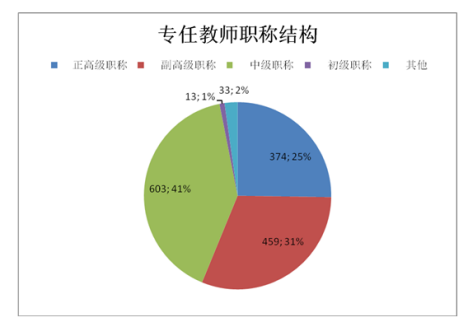 专任教师职称结构
正高级职称 副高级职称 中级职称 初级职称 其他
33; 2%
13; 1%
374; 25%
603; 41%
459; 31%